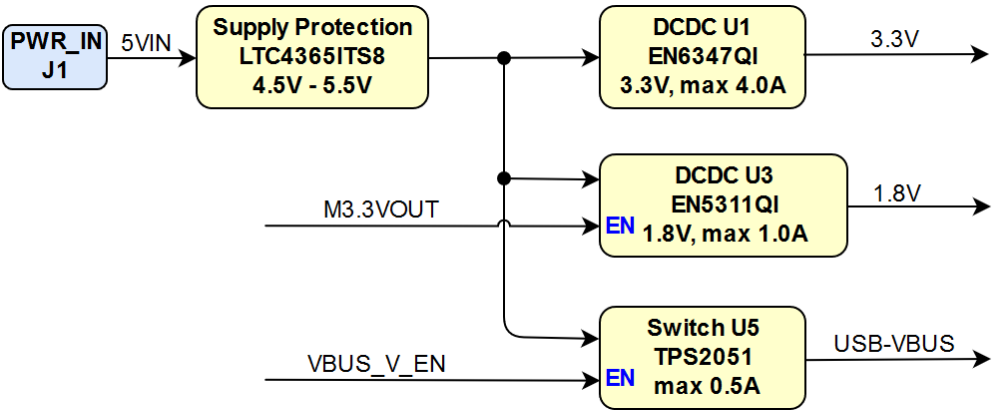 PWR_IN
J1
5VIN
Supply Protection
LTC4365ITS8
4.5V - 5.5V
DCDC U1
EN6347QI
3.3V, max 4.0A
3.3V
M3.3VOUT
DCDC U3
EN5311QI
EN
1.8V, max 1.0A
1.8V
VBUS_V_EN
Switch U5
TPS2051
EN
max 0.5A
USB-VBUS